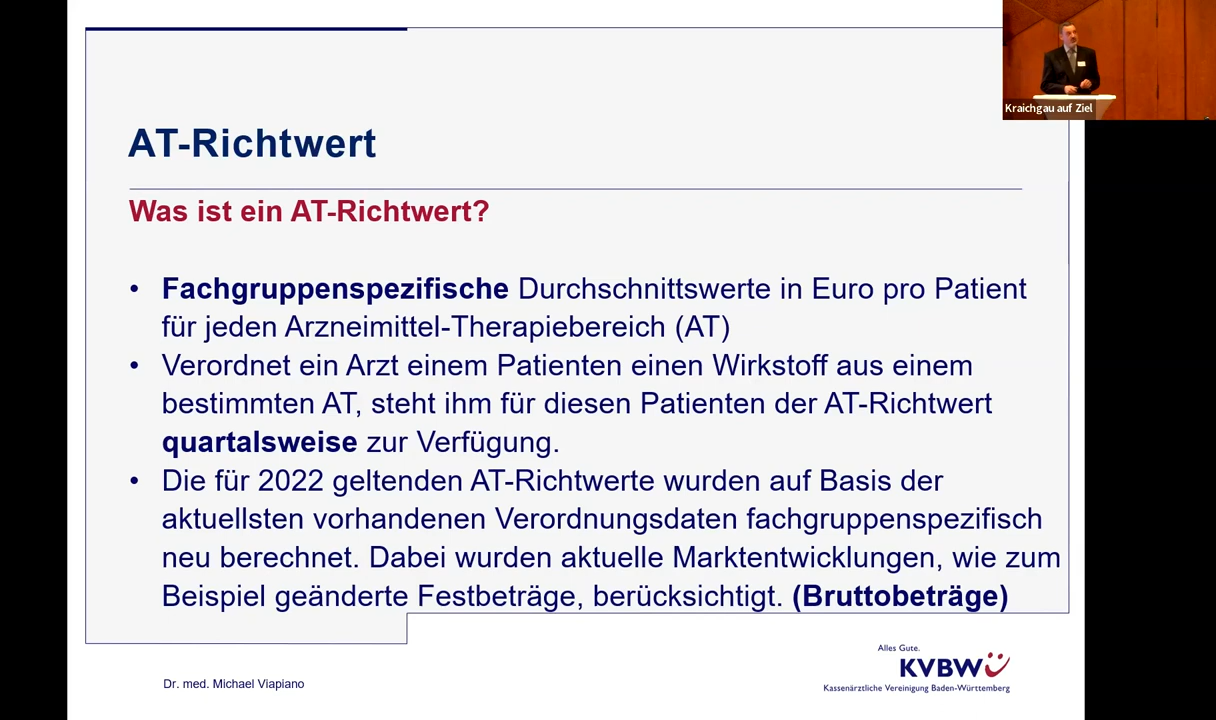 Kraichgau auf Ziel
AT-Richtwert
Was ist ein AT-Richtwert?
• Fachgruppenspezifische Durchschnittswerte in Euro pro Patient
für jeden Arzneimittel-Therapiebereich (AT)
• Verordnet ein Arzt einem Patienten einen Wirkstoff aus einem
bestimmten AT, steht ihm für diesen Patienten der AT-Richtwert
quartalsweise zur Verfügung.
• Die für 2022 geltenden AT-Richtwerte wurden auf Basis der
aktuellsten vorhandenen Verordnungsdaten fachgruppenspezifisch
neu berechnet. Dabei wurden aktuelle Marktentwicklungen, wie zum
Beispiel geänderte Festbeträge, berücksichtigt. (Bruttobeträge)
Alles Gute.
KVBW
Kassenärztliche Vereinigung Baden-Württemberg
Dr. med. Michael Viapiano